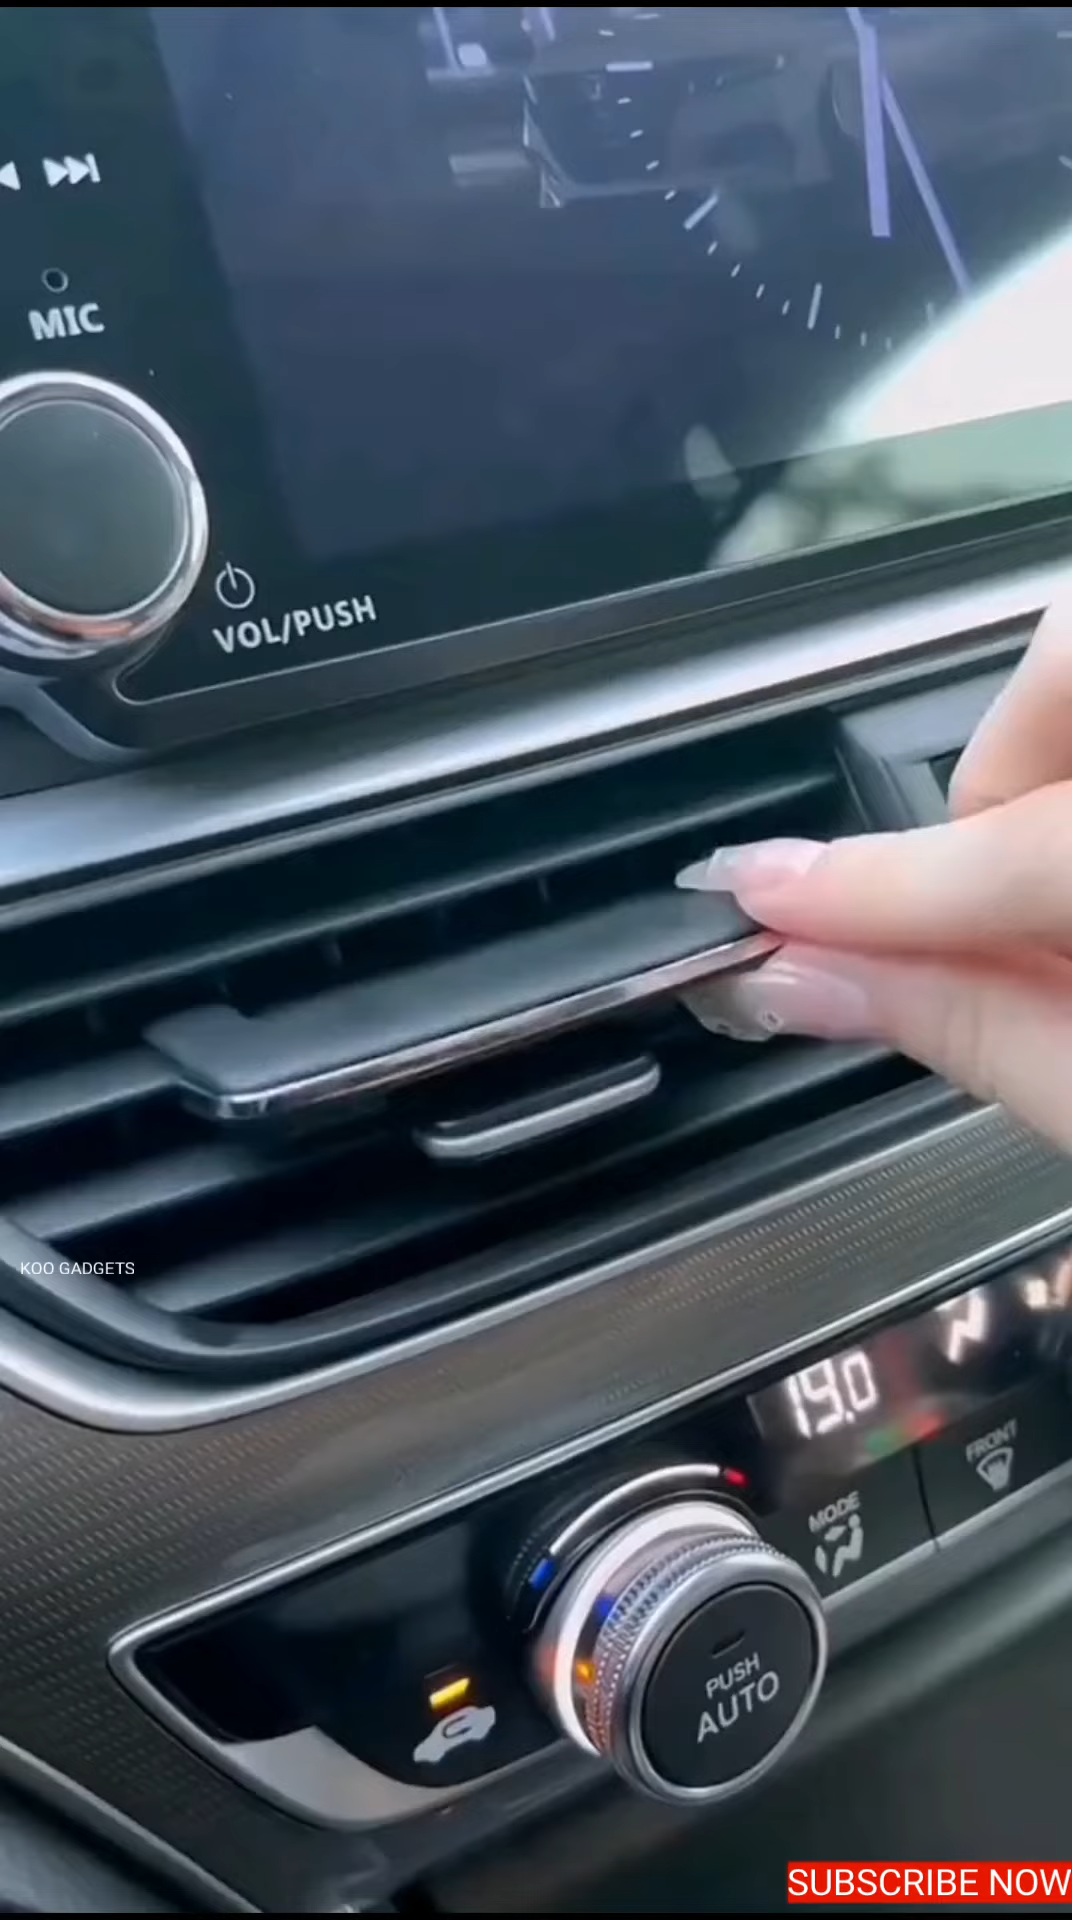 MIC
VOL/PUSH
KOO GADGETS
19.0
FRONT
MODE
PUSH
AUTO
SUBSCRIBE NOW